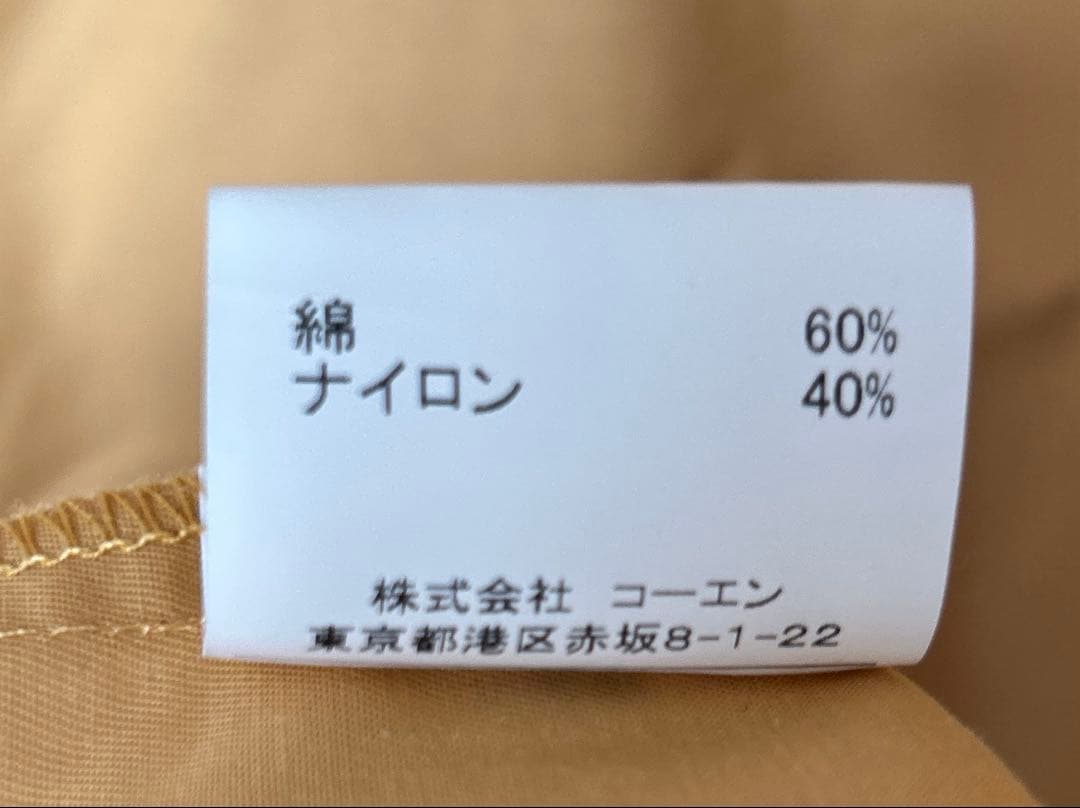 綿 60%
ナイロン 40%
株式会社 コーエン
東京都港区赤坂8-1-22